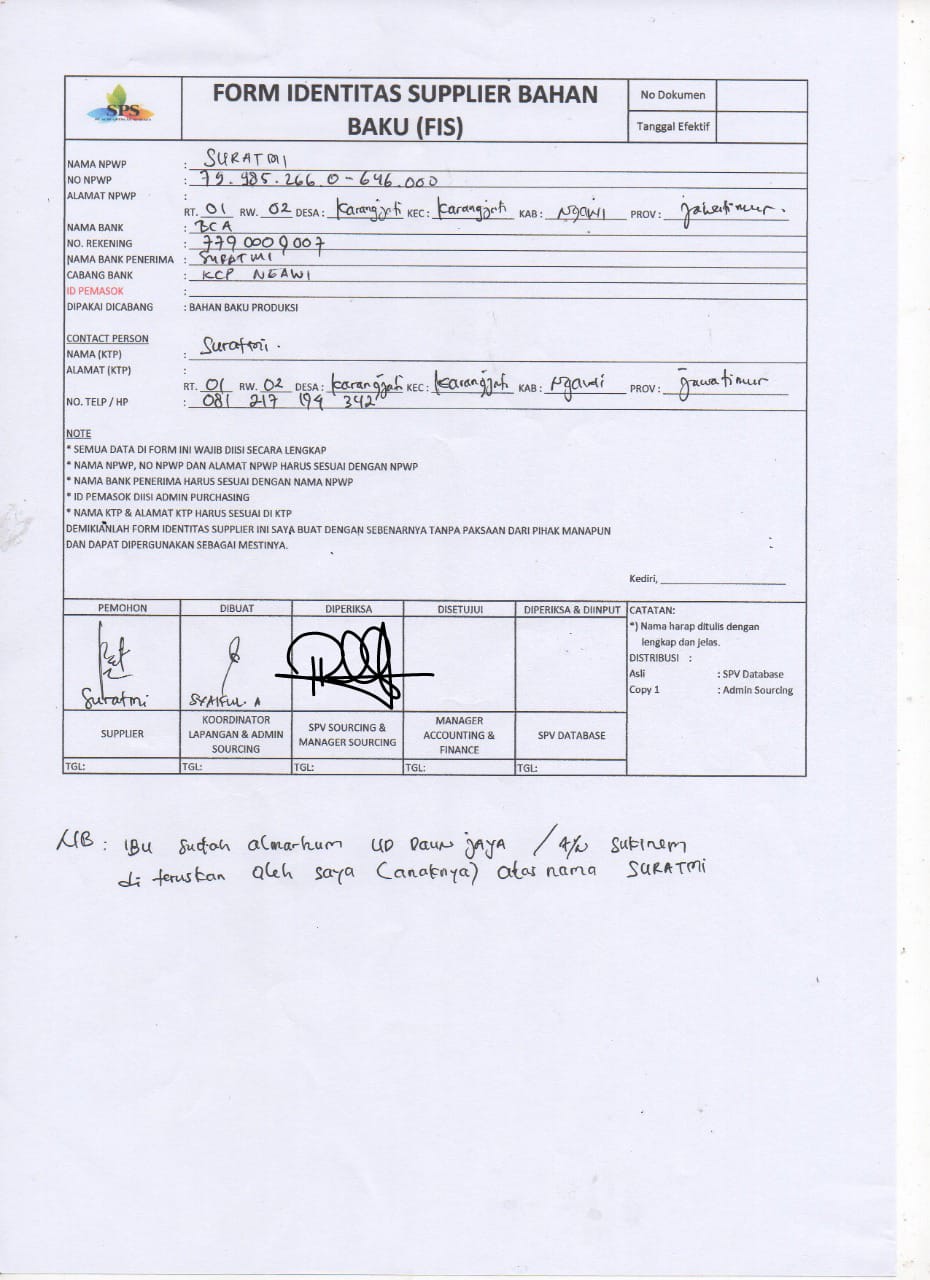 SPS
FORM IDENTITAS SUPPLIER BAHAN
BAKU (FIS)
No Dokumen
Tanggal Efektif
NAMA NPWP : SURATMI
NO NPWP : 79.985.266.0-646.000
ALAMAT NPWP :
RT. 01 RW. 02 DESA : Karangjati KEC : Karangjati KAB : Ngawi PROV : jawatimur.
NAMA BANK : BCA
NO. REKENING : 779 000 9 007
NAMA BANK PENERIMA : SURATMI
CABANG BANK : KCP NGAWI
ID PEMASOK :
DIPAKAI DICABANG : BAHAN BAKU PRODUKSI
CONTACT PERSON
NAMA (KTP) : Suratmi.
ALAMAT (KTP) :
RT. 01 RW. 02 DESA : Karangjati KEC : Karangjati KAB : Ngawi PROV : jawatimur
NO. TELP / HP : 081 217 194 342
NOTE
* SEMUA DATA DI FORM INI WAJIB DIISI SECARA LENGKAP
* NAMA NPWP, NO NPWP DAN ALAMAT NPWP HARUS SESUAI DENGAN NPWP
* NAMA BANK PENERIMA HARUS SESUAI DENGAN NAMA NPWP
* ID PEMASOK DIISI ADMIN PURCHASING
* NAMA KTP & ALAMAT KTP HARUS SESUAI DI KTP
DEMIKIANLAH FORM IDENTITAS SUPPLIER INI SAYA BUAT DENGAN SEBENARNYA TANPA PAKSAAN DARI PIHAK MANAPUN
DAN DAPAT DIPERGUNAKAN SEBAGAI MESTINYA.
Kediri,
PEMOHON DIBUAT DIPERIKSA DISETUJUI DIPERIKSA & DIINPUT
Suratmi SYAIFUL. A
SUPPLIER
KOORDINATOR
LAPANGAN & ADMIN
SOURCING
SPV SOURCING &
MANAGER SOURCING
MANAGER
ACCOUNTING &
FINANCE
SPV DATABASE
TGL: TGL: TGL: TGL: TGL:
CATATAN:
*) Nama harap ditulis dengan
lengkap dan jelas.
DISTRIBUSI :
Asli : SPV Database
Copy 1 : Admin Sourcing
NB : IBU sudah almarhum UD Daun jaya / A/N Sukinem
di teruskan oleh saya (anaknya) atas nama SURATMI